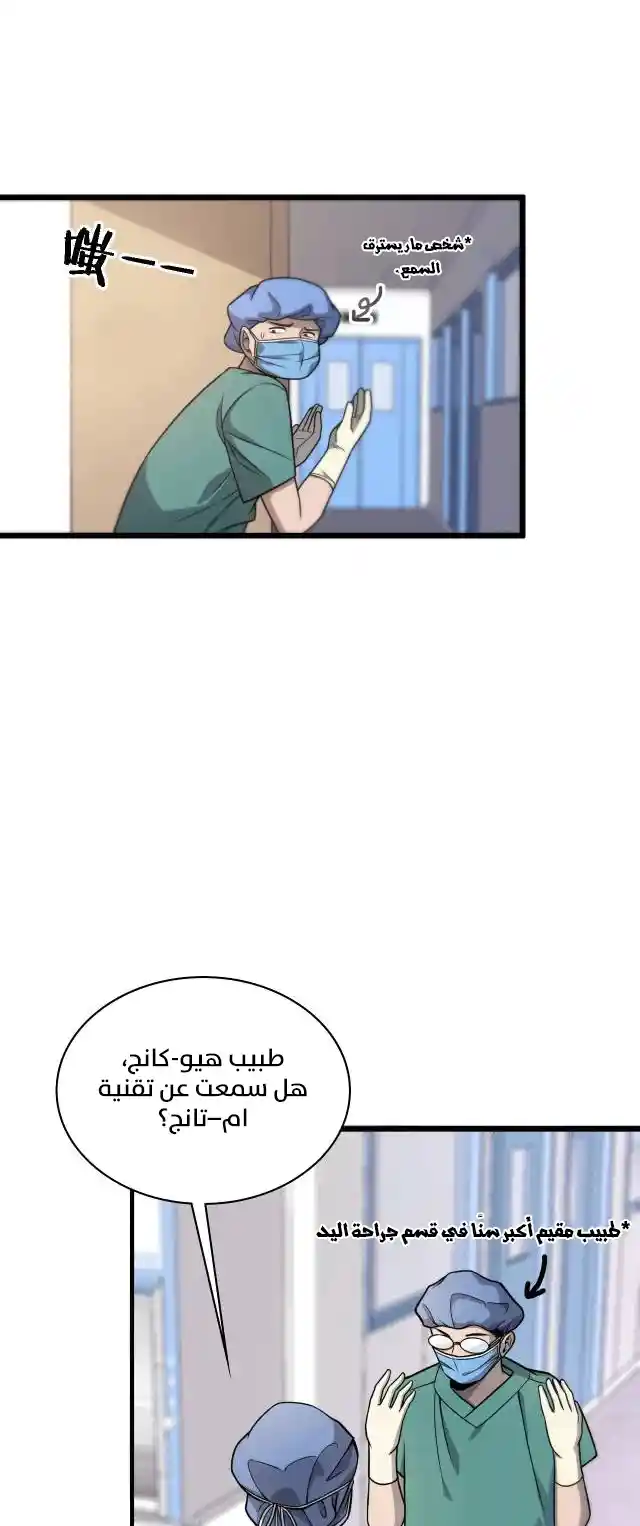 *شخص مار يسترق
السمع.
طبيب هيو-كانج،
هل سمعت عن تقنية
ام-تانج؟
*طبيب مقيم أكبر سنًّا في قسم جراحة اليد